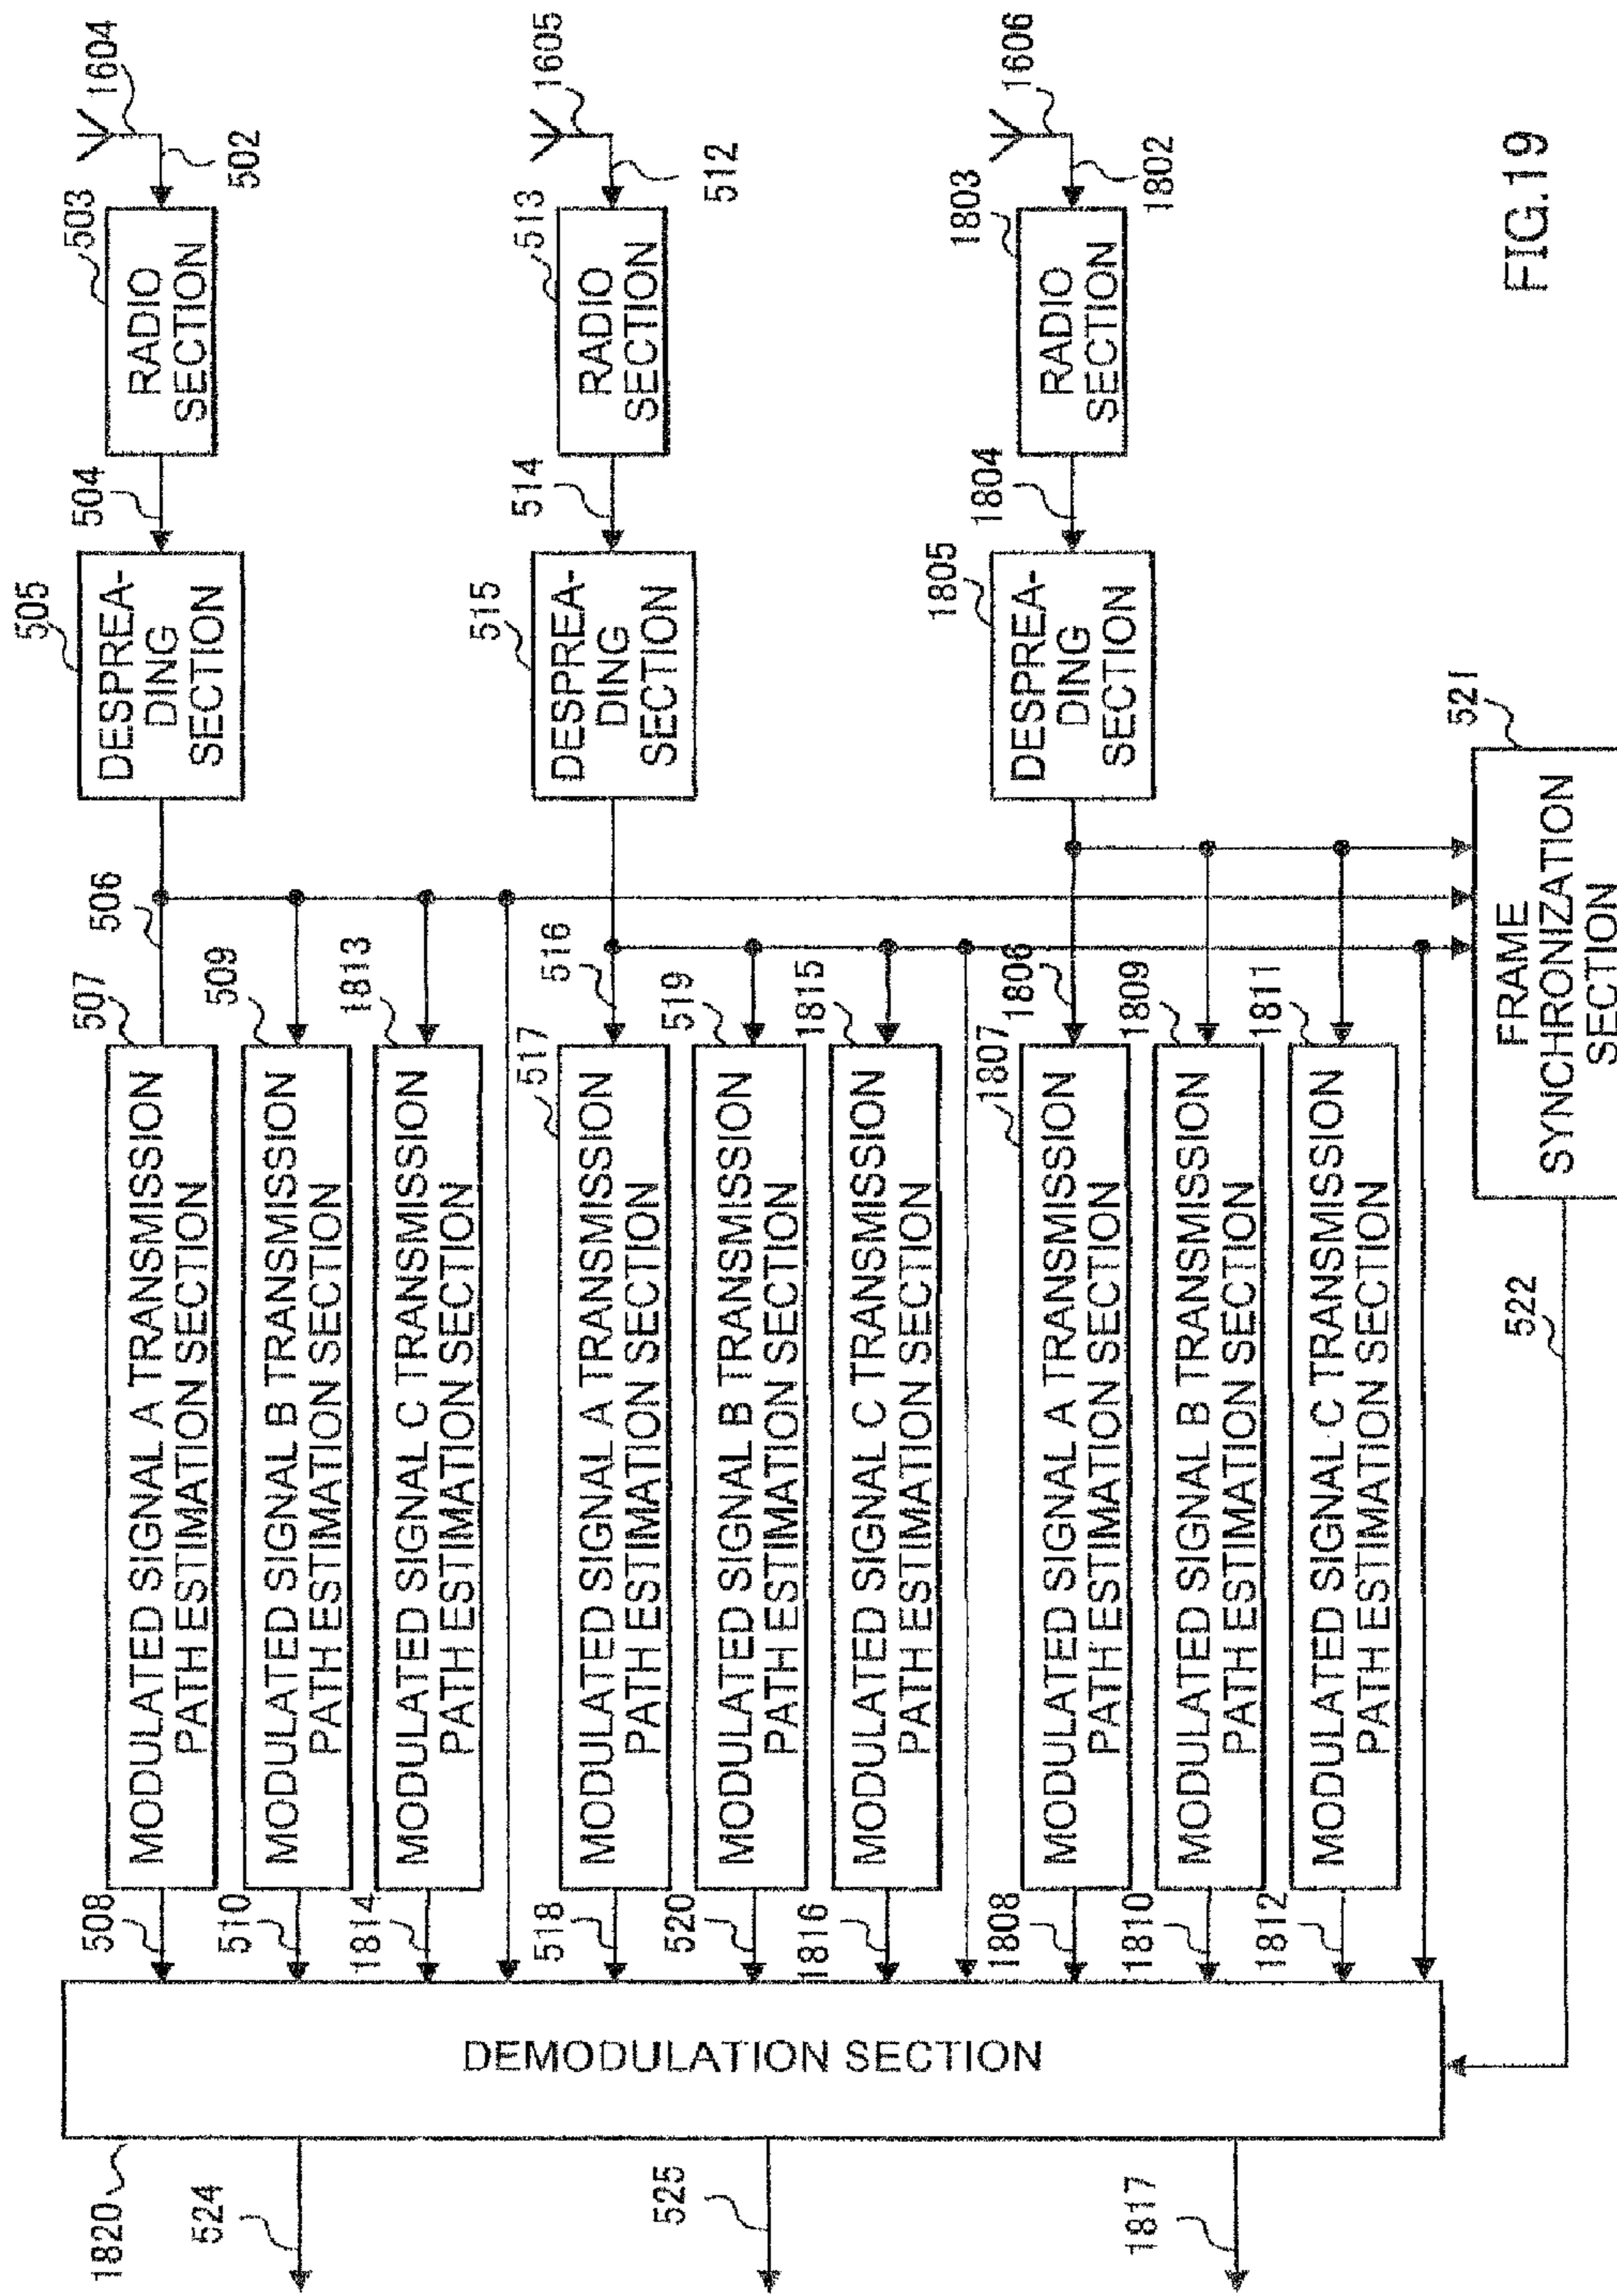 FIG.19
1604
502
503
RADIO
SECTION
504
505
DESPREA-
DING
SECTION
506
507
MODULATED SIGNAL A TRANSMISSION
PATH ESTIMATION SECTION
508
509
MODULATED SIGNAL B TRANSMISSION
PATH ESTIMATION SECTION
510
1813
MODULATED SIGNAL C TRANSMISSION
PATH ESTIMATION SECTION
1814
1605
512
513
RADIO
SECTION
514
515
DESPREA-
DING
SECTION
516
517
MODULATED SIGNAL A TRANSMISSION
PATH ESTIMATION SECTION
518
519
MODULATED SIGNAL B TRANSMISSION
PATH ESTIMATION SECTION
520
1815
MODULATED SIGNAL C TRANSMISSION
PATH ESTIMATION SECTION
1816
1606
1802
1803
RADIO
SECTION
1804
1805
DESPREA-
DING
SECTION
1806
1807
MODULATED SIGNAL A TRANSMISSION
PATH ESTIMATION SECTION
1808
1809
MODULATED SIGNAL B TRANSMISSION
PATH ESTIMATION SECTION
1810
1811
MODULATED SIGNAL C TRANSMISSION
PATH ESTIMATION SECTION
1812
521
FRAME
SYNCHRONIZATION
SECTION
522
DEMODULATION SECTION
1820
524
525
1817